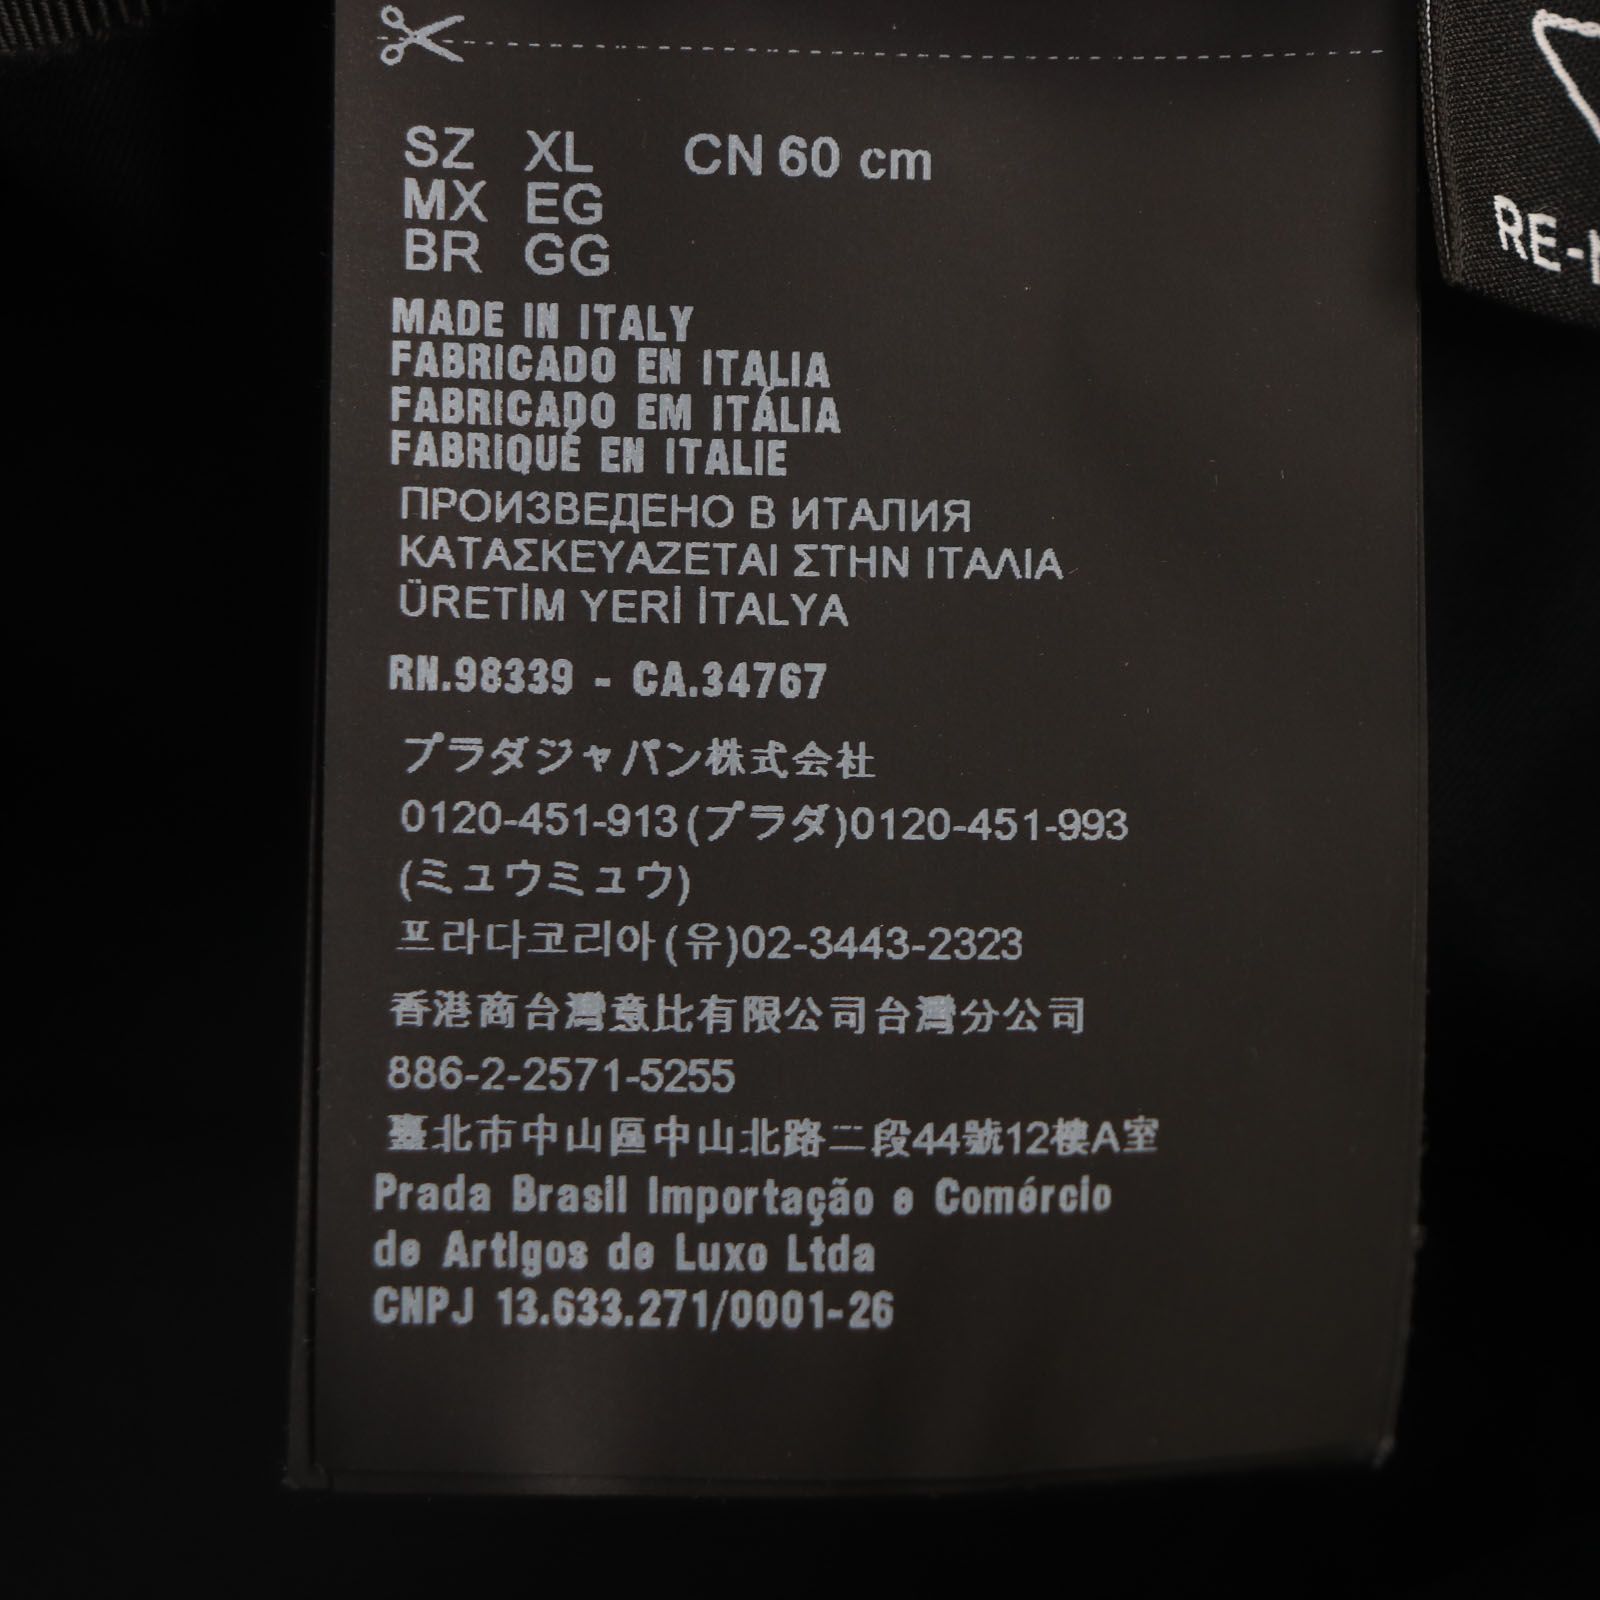 SZ XL CN 60 cm
MX EG
BR GG
MADE IN ITALY
FABRICADO EN ITALIA
FABRICADO EM ITÁLIA
FABRIQUÉ EN ITALIE
ПРОИЗВЕДЕНО В ИТАЛИЯ
ΚΑΤΑΣΚΕΥΑΖΕΤΑΙ ΣΤΗΝ ΙΤΑΛΙΑ
ÜRETİM YERİ İTALYA
RN.98339 - CA.34767
プラダジャパン株式会社
0120-451-913(プラダ)0120-451-993
(ミュウミュウ)
프라다코리아(유)02-3443-2323
香港商台灣意比有限公司台灣分公司
886-2-2571-5255
臺北市中山區中山北路二段44號12樓A室
Prada Brasil Importação e Comércio
de Artigos de Luxo Ltda
CNPJ 13.633.271/0001-26
RE-